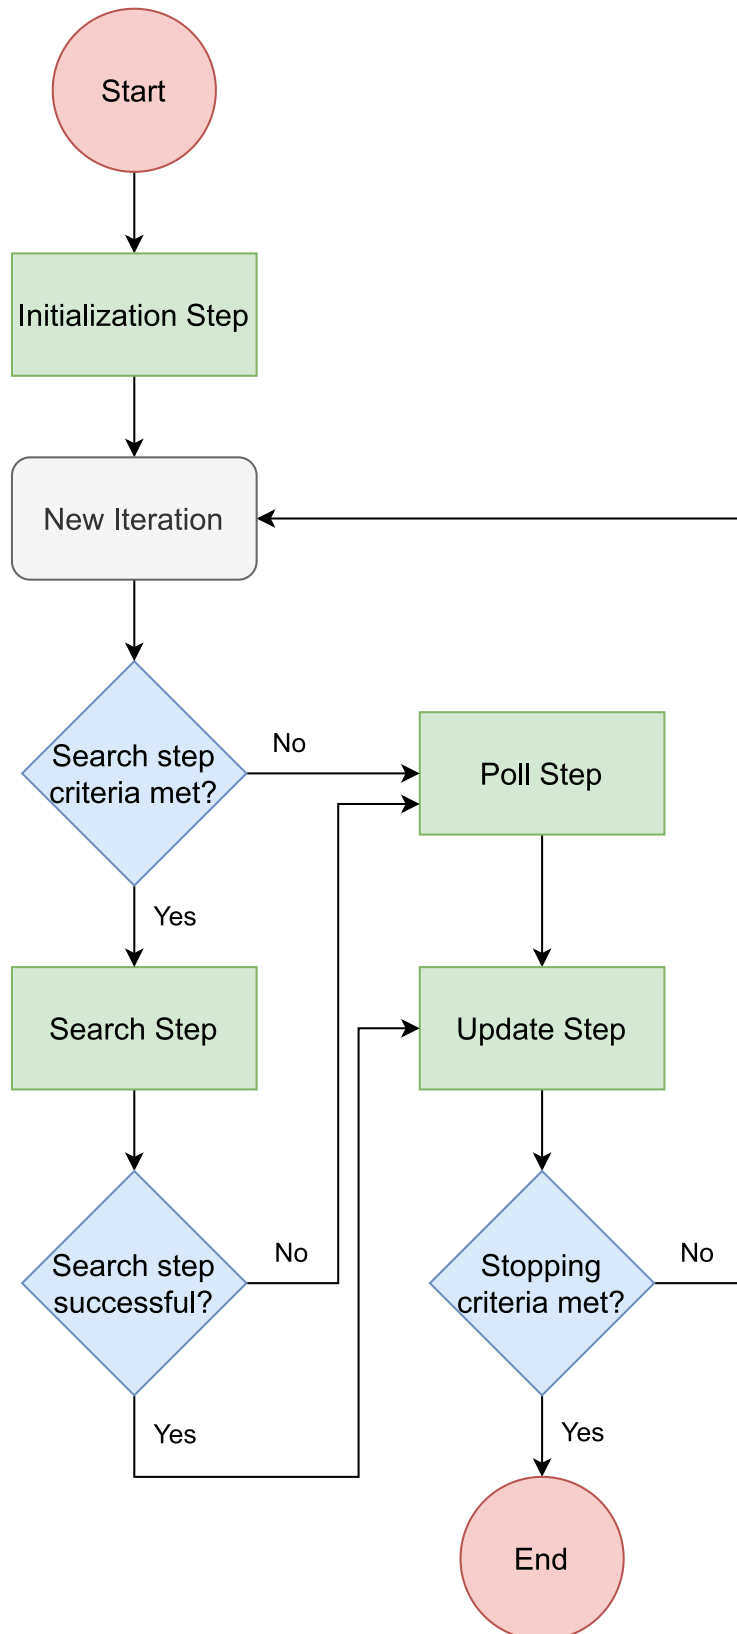 Start
Initialization Step
New Iteration
Search step
criteria met?
No
Poll Step
Yes
Search Step
Update Step
Search step
successful?
No
Stopping
criteria met?
No
Yes
Yes
End